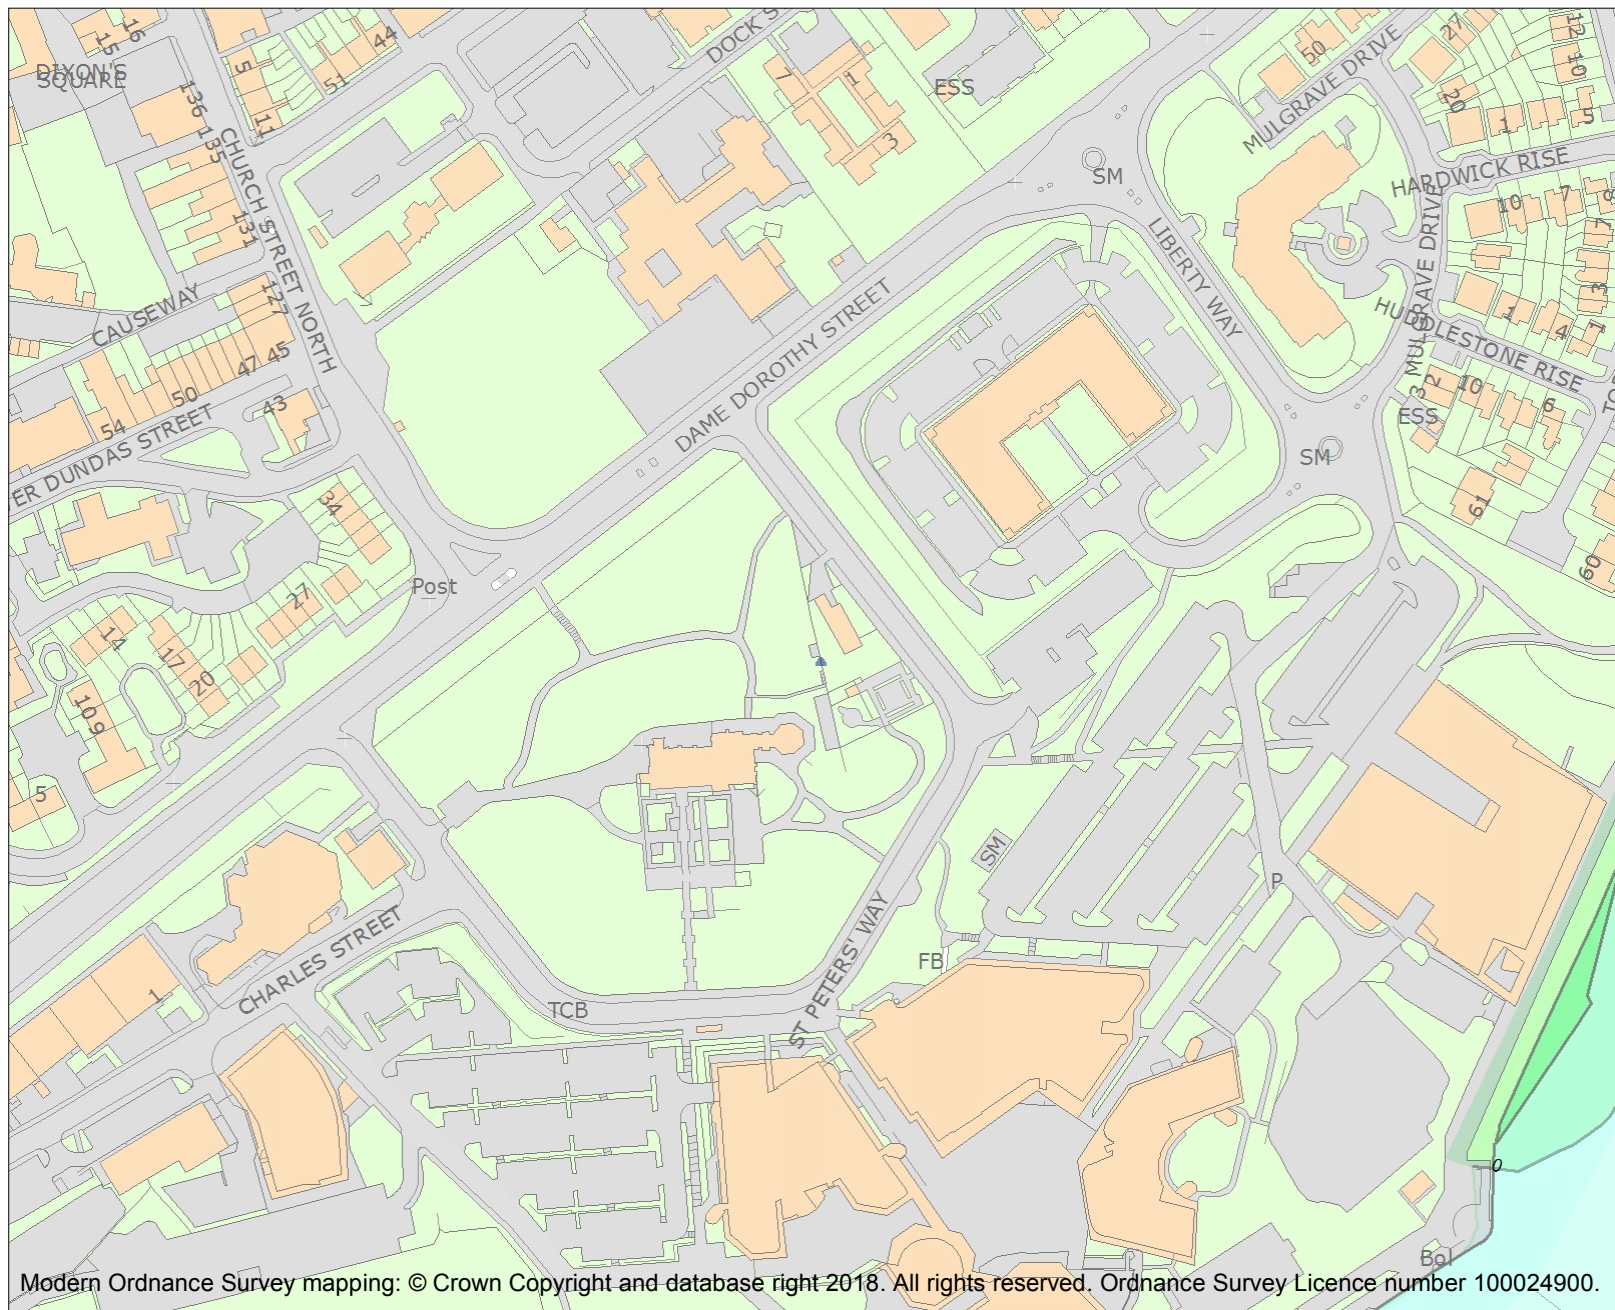 16
15
DIXON'S
SQUARE
5
11
51
44
DOCK S
7
1
3
ESS
50
MULGRAVE DRIVE
27
20
12
10
1
5
136
135
CHURCH STREET NORTH
131
SM
HARDWICK RISE
10
7
8
7
LIBERTY WAY
MULGRAVE DRIVE
3
1
4
1
HUDDLESTONE RISE
CAUSEWAY
127
45
47
50
54
43
DAME DOROTHY STREET
3
2
10
6
ESS
SM
TER DUNDAS STREET
34
61
60
Post
27
14
17
20
10
9
5
SM
P
CHARLES STREET
1
ST PETERS' WAY
FB
TCB
0
Bol
Modern Ordnance Survey mapping: © Crown Copyright and database right 2018. All rights reserved. Ordnance Survey Licence number 100024900.